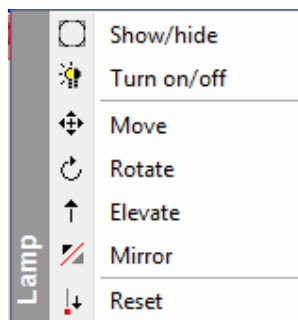 Show/hide
Turn on/off
Move
Rotate
Elevate
Mirror
Reset
Lamp